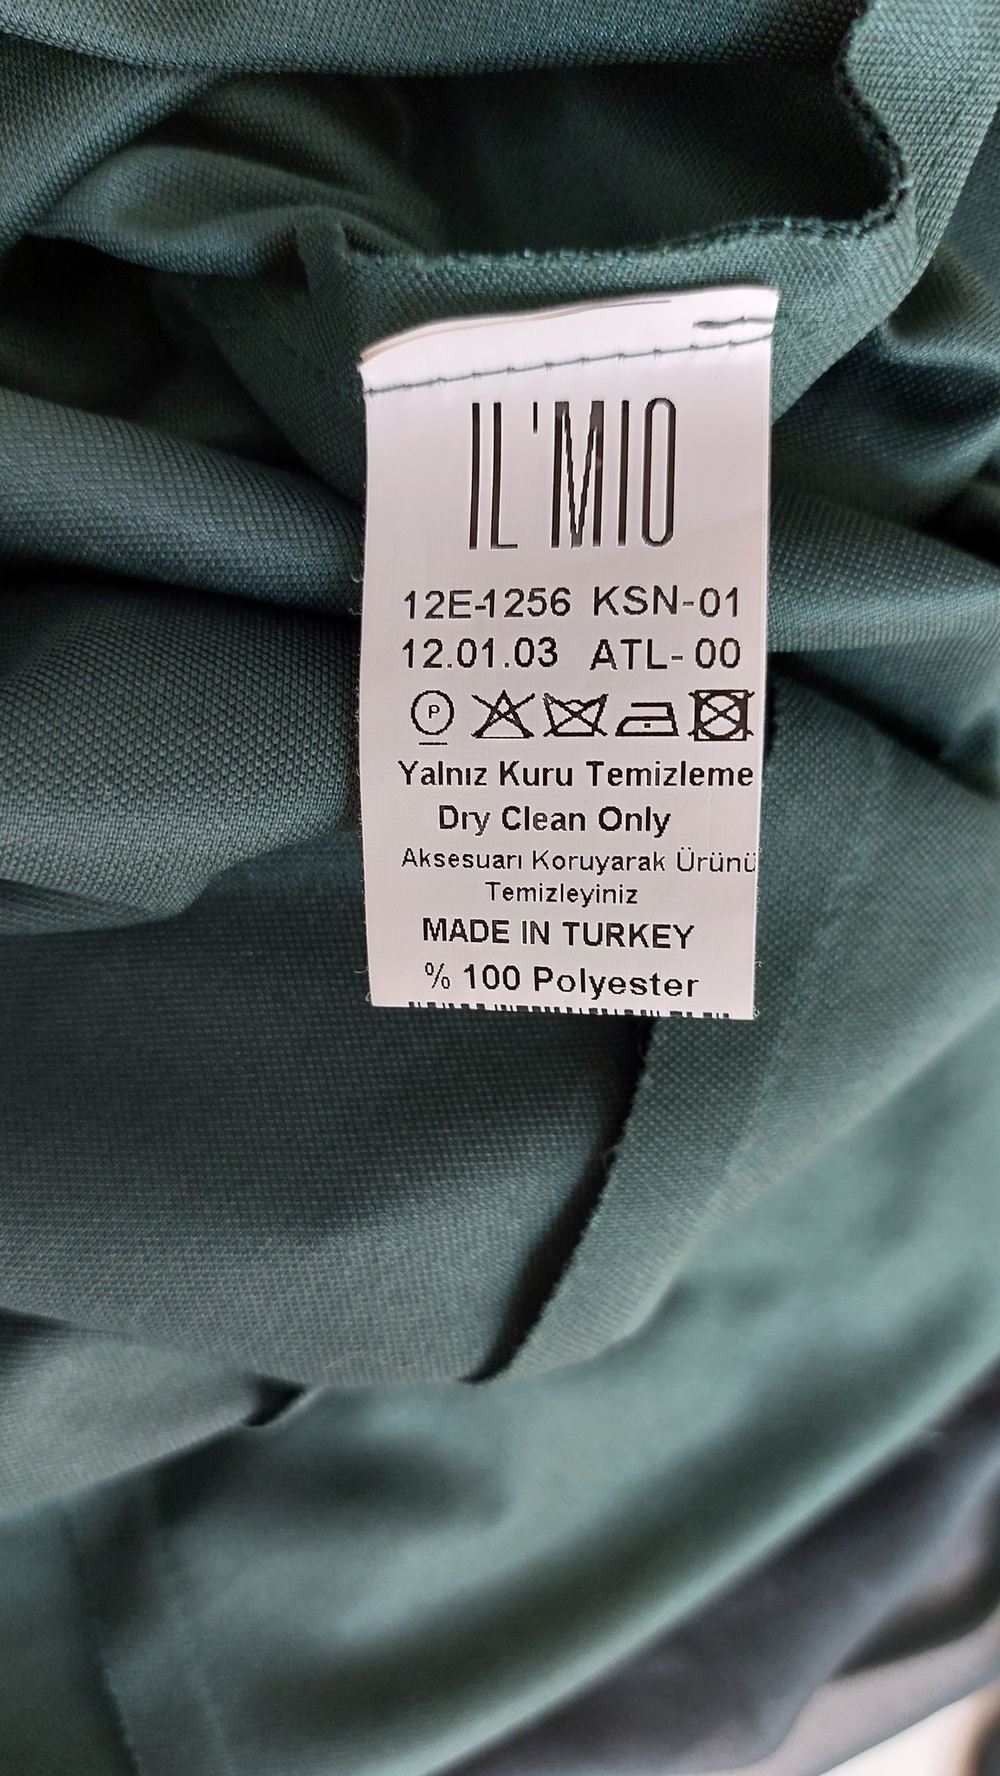 IL'MIO
12E-1256 KSN-01
12.01.03 ATL-00
P
Yalnız Kuru Temizleme
Dry Clean Only
Aksesuarı Koruyarak Ürünü
Temizleyiniz
MADE IN TURKEY
% 100 Polyester